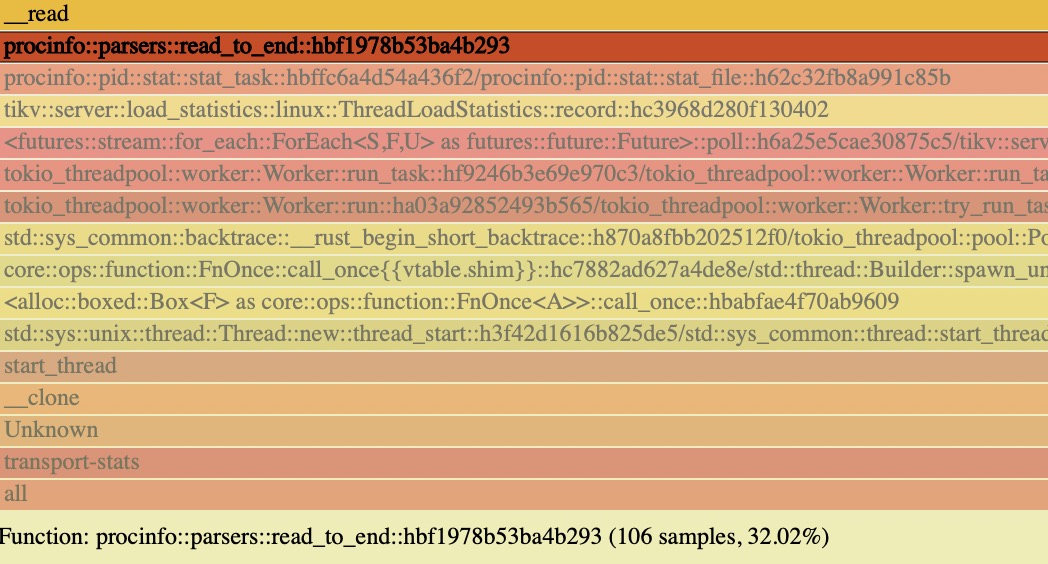 __read
procinfo::parsers::read_to_end::hbf1978b53ba4b293
procinfo::pid::stat::stat_task::hbffc6a4d54a436f2/procinfo::pid::stat::stat_file::h62c32fb8a991c85b
tikv::server::load_statistics::linux::ThreadLoadStatistics::record::hc3968d280f130402
<futures::stream::for_each::ForEach<S,F,U> as futures::future::Future>::poll::h6a25e5cae30875c5/tikv::serv
tokio_threadpool::worker::Worker::run_task::hf9246b3e69e970c3/tokio_threadpool::worker::Worker::run_ta
tokio_threadpool::worker::Worker::run::ha03a92852493b565/tokio_threadpool::worker::Worker::try_run_tas
std::sys_common::backtrace::__rust_begin_short_backtrace::h870a8fbb202512f0/tokio_threadpool::pool::Po
core::ops::function::FnOnce::call_once{{vtable.shim}}::hc7882ad627a4de8e/std::thread::Builder::spawn_un
<alloc::boxed::Box<F> as core::ops::function::FnOnce<A>>::call_once::hbabfae4f70ab9609
std::sys::unix::thread::Thread::new::thread_start::h3f42d1616b825de5/std::sys_common::thread::start_thread
start_thread
__clone
Unknown
transport-stats
all
Function: procinfo::parsers::read_to_end::hbf1978b53ba4b293 (106 samples, 32.02%)